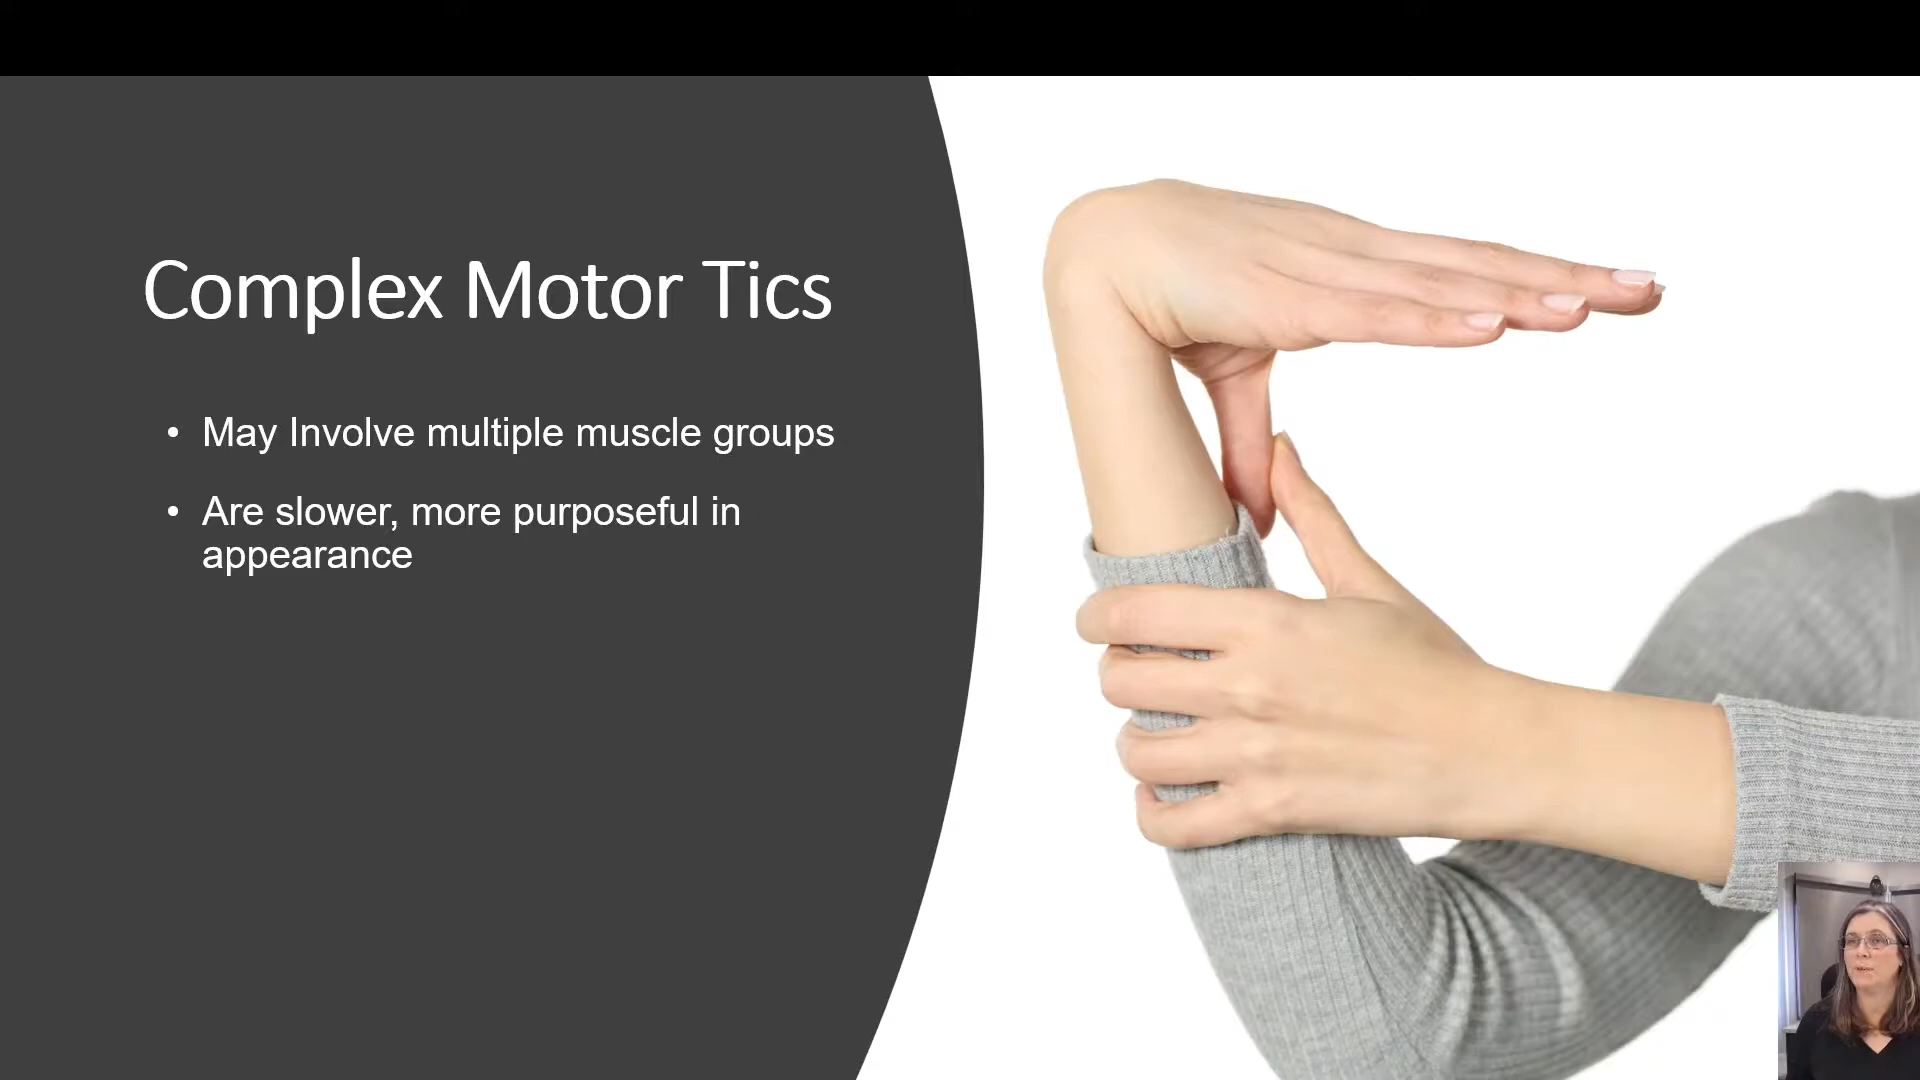 Complex Motor Tics
• May Involve multiple muscle groups
• Are slower, more purposeful in
appearance